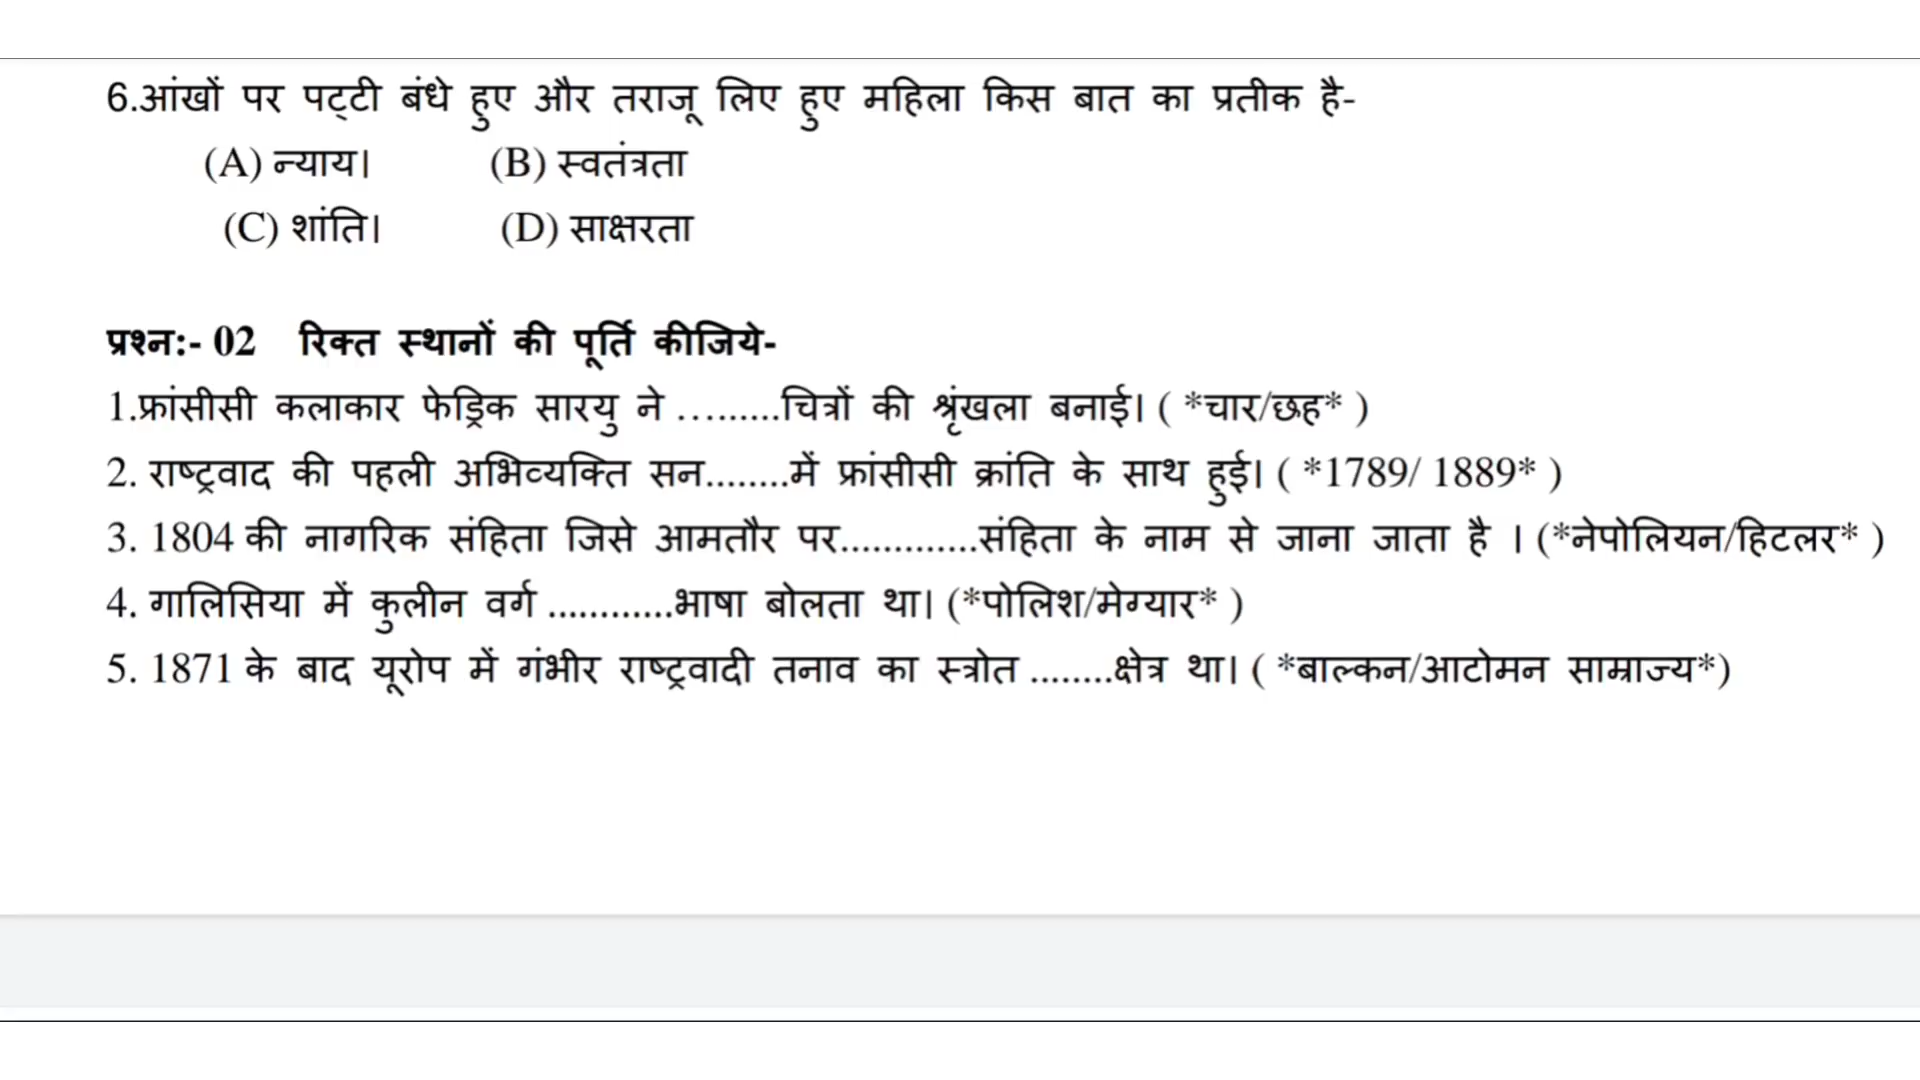 6.आंखों पर पट्टी बंधे हुए और तराजू लिए हुए महिला किस बात का प्रतीक है-
(A) न्याय। (B) स्वतंत्रता
(C) शांति। (D) साक्षरता
प्रश्न:- 02 रिक्त स्थानों की पूर्ति कीजिये-
1.फ्रांसीसी कलाकार फेड्रिक सारयु ने ….......चित्रों की श्रृंखला बनाई। ( *चार/छह* )
2. राष्ट्रवाद की पहली अभिव्यक्ति सन........में फ्रांसीसी क्रांति के साथ हुई। ( *1789/ 1889* )
3. 1804 की नागरिक संहिता जिसे आमतौर पर.............संहिता के नाम से जाना जाता है । (*नेपोलियन/हिटलर* )
4. गालिसिया में कुलीन वर्ग ............भाषा बोलता था। (*पोलिश/मेग्यार* )
5. 1871 के बाद यूरोप में गंभीर राष्ट्रवादी तनाव का स्त्रोत ........क्षेत्र था। ( *बाल्कन/आटोमन साम्राज्य*)